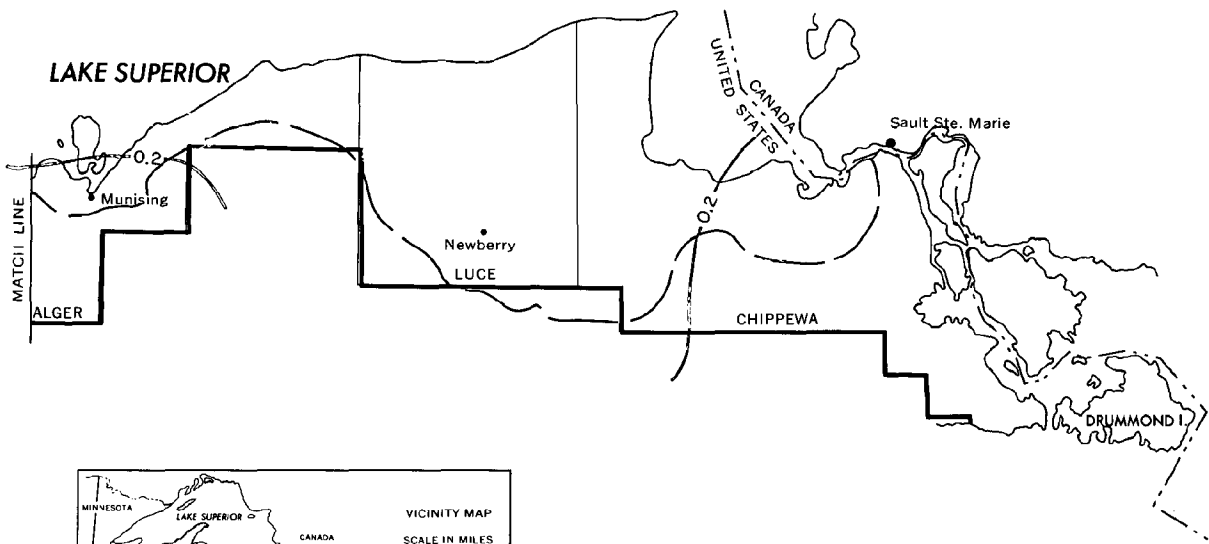 LAKE SUPERIOR
CANADA
UNITED STATES
Sault Ste. Marie
0.2
Munising
0.2
MATCH LINE
Newberry
LUCE
ALGER
CHIPPEWA
DRUMMOND I.
MINNESOTA
LAKE SUPERIOR
VICINITY MAP
CANADA
SCALE IN MILES